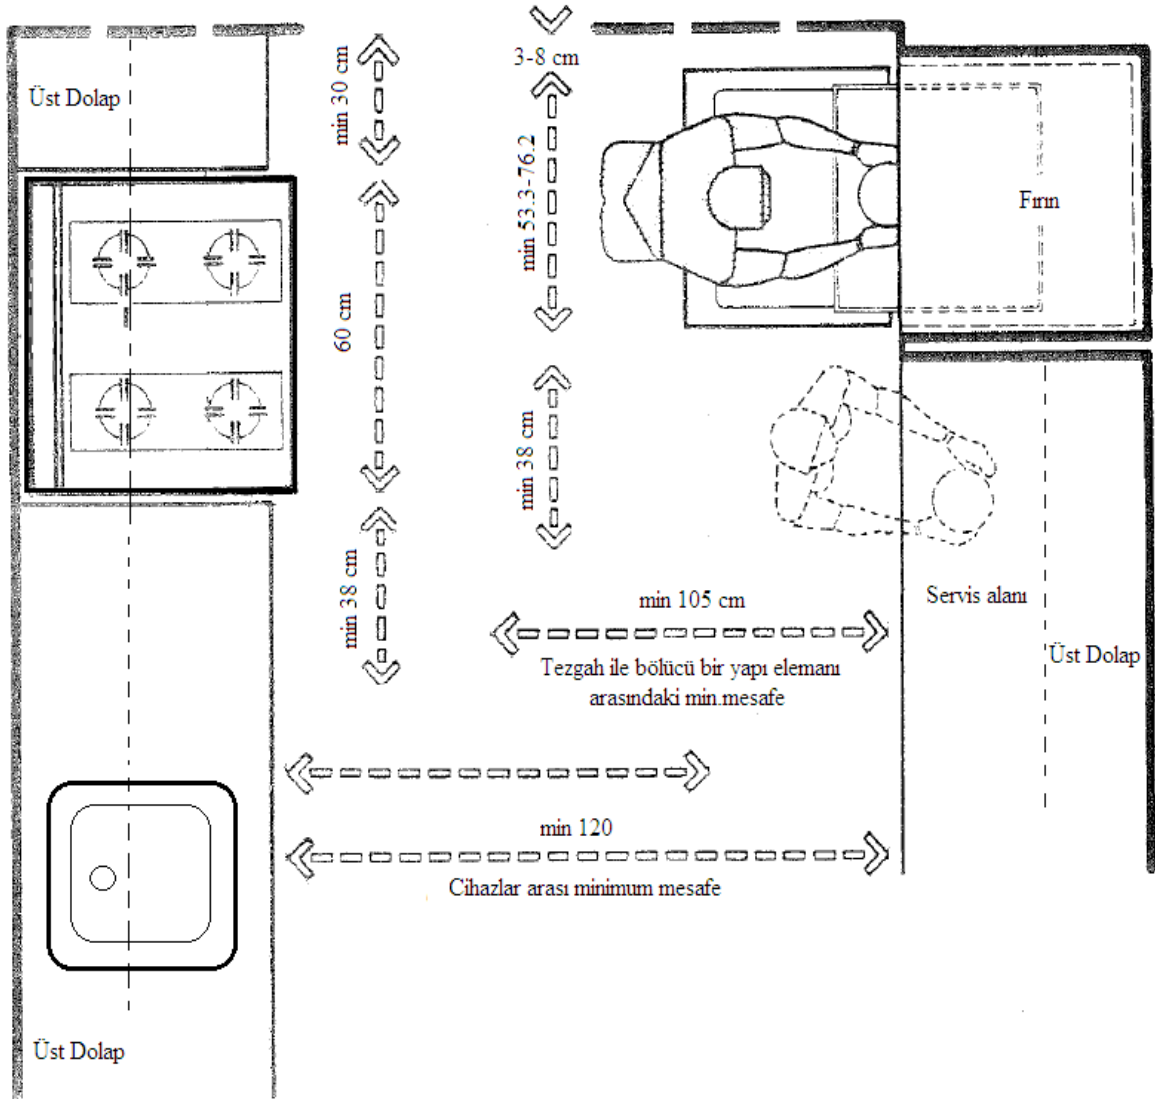 3-8 cm
Üst Dolap
min 30 cm
min 53.3-76.2
Fırın
60 cm
min 38 cm
min 38 cm
Servis alanı
min 105 cm
Tezgah ile bölücü bir yapı elemanı
arasındaki min.mesafe
Üst Dolap
min 120
Cihazlar arası minimum mesafe
Üst Dolap